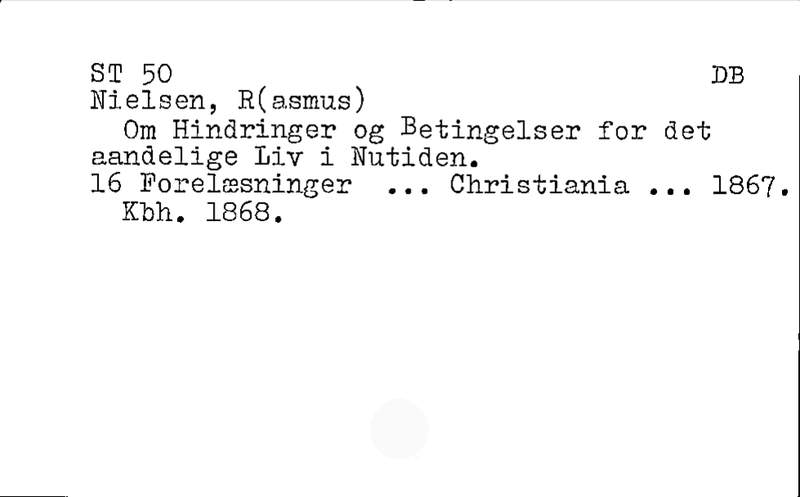 ST 50 DB
Nielsen, R(asmus)
Om Hindringer og Betingelser for det
aandelige Liv i Nutiden.
16 Forelæsninger ... Christiania ... 1867.
Kbh. 1868.